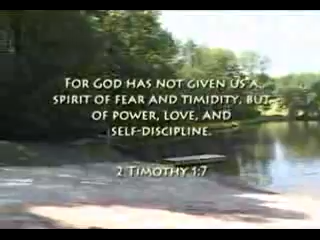 For God has not given us a
spirit of fear and timidity, but
of power, love, and
self-discipline.
2 Timothy 1:7